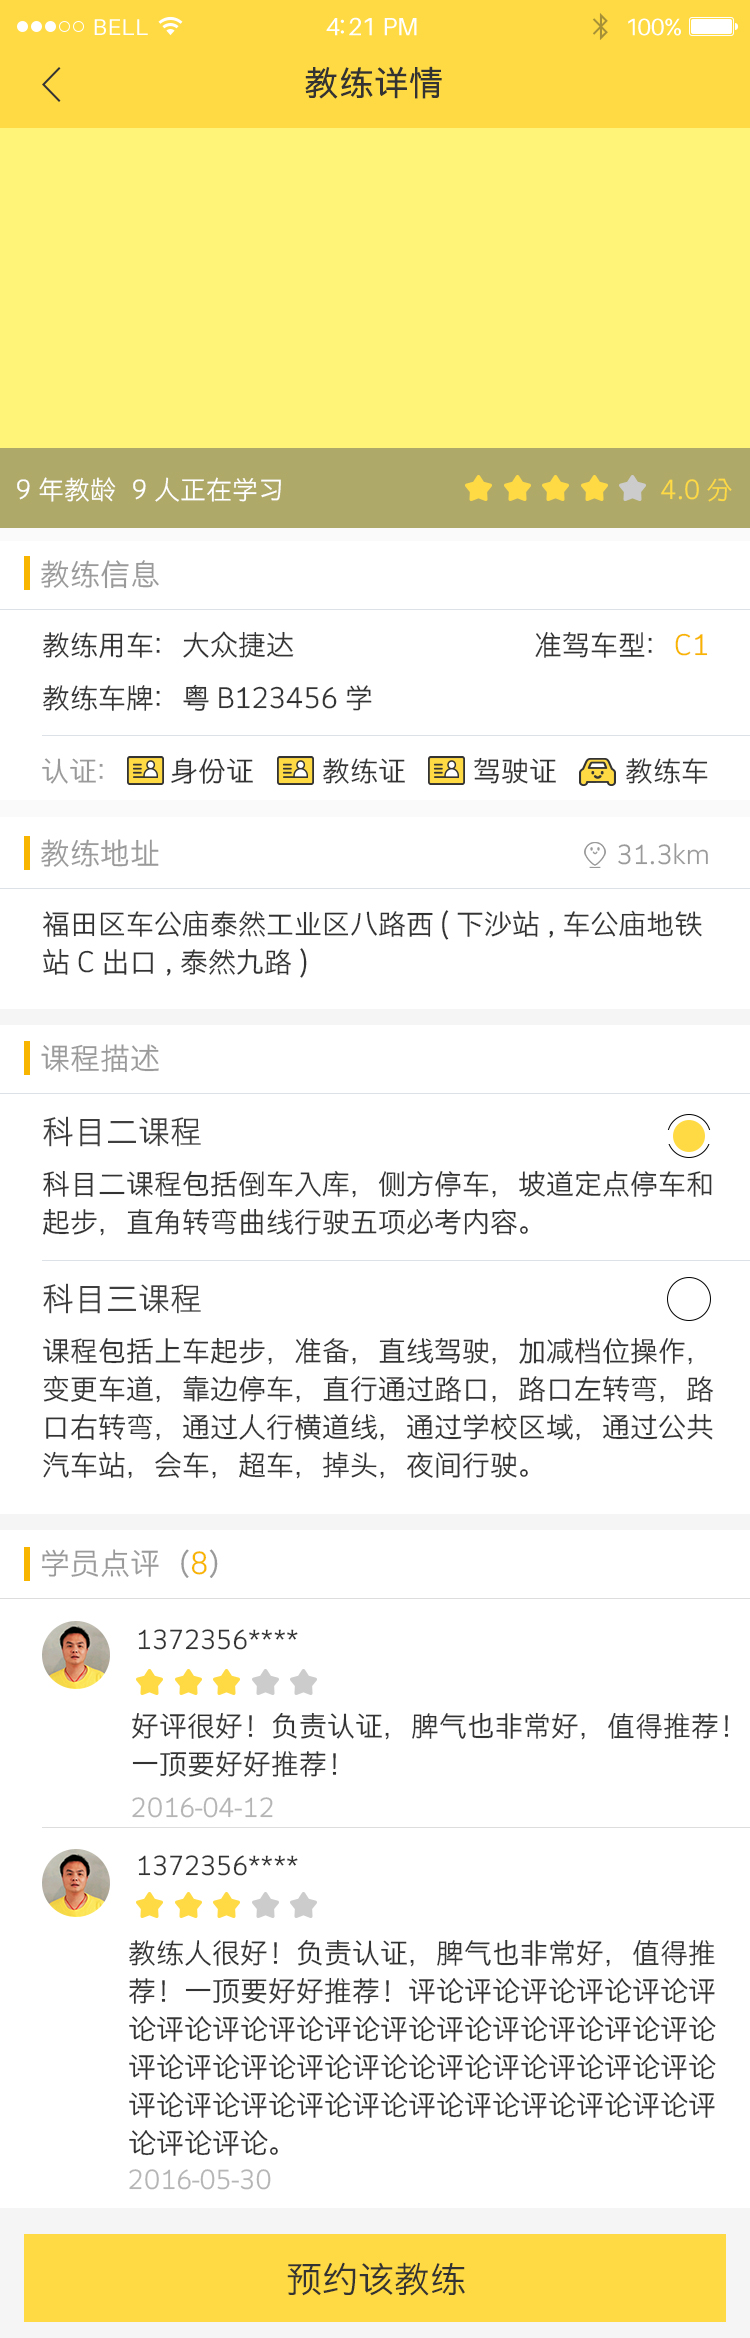 BELL 4:21 PM 100%
教练详情
9 年教龄 9 人正在学习 4.0 分
教练信息
教练用车: 大众捷达 准驾车型: C1
教练车牌: 粤 B123456 学
认证: 身份证 教练证 驾驶证 教练车
教练地址 31.3km
福田区车公庙泰然工业区八路西 ( 下沙站 , 车公庙地铁
站 C 出口 , 泰然九路 )
课程描述
科目二课程
科目二课程包括倒车入库，侧方停车，坡道定点停车和
起步，直角转弯曲线行驶五项必考内容。
科目三课程
课程包括上车起步，准备，直线驾驶，加减档位操作，
变更车道，靠边停车，直行通过路口，路口左转弯，路
口右转弯，通过人行横道线，通过学校区域，通过公共
汽车站，会车，超车，掉头，夜间行驶。
学员点评（8）
1372356****
好评很好！负责认证，脾气也非常好，值得推荐！
一顶要好好推荐！
2016-04-12
1372356****
教练人很好！负责认证，脾气也非常好，值得推
荐！一顶要好好推荐！评论评论评论评论评论评
论评论评论评论评论评论评论评论评论评论评论
评论评论评论评论评论评论评论评论评论评论评论
评论评论评论评论评论评论评论评论评论评论评
论评论评论。
2016-05-30
预约该教练